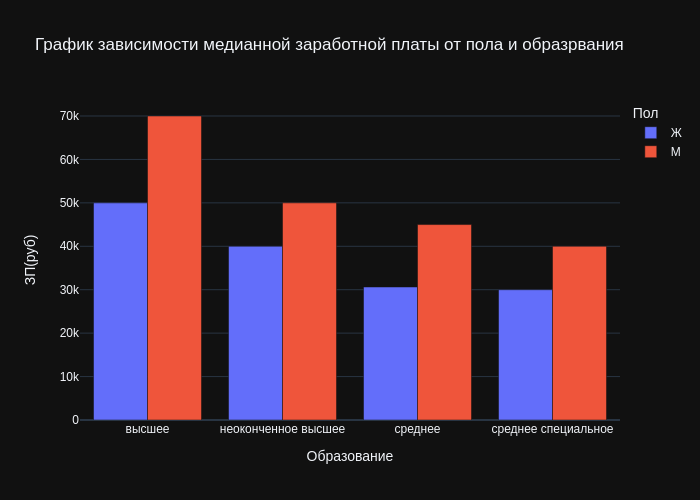 График зависимости медианной заработной платы от пола и образрвания
Пол
Ж
М
ЗП(руб)
70k
60k
50k
40k
30k
20k
10k
0
высшее
неоконченное высшее
среднее
среднее специальное
Образование